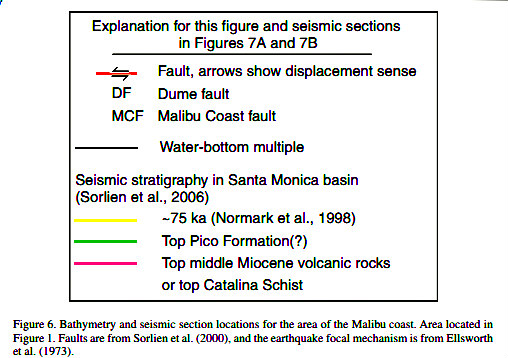 Explanation for this figure and seismic sections
in Figures 7A and 7B
Fault, arrows show displacement sense
DF Dume fault
MCF Malibu Coast fault
Water-bottom multiple
Seismic stratigraphy in Santa Monica basin
(Sorlien et al., 2006)
~75 ka (Normark et al., 1998)
Top Pico Formation(?)
Top middle Miocene volcanic rocks
or top Catalina Schist
Figure 6. Bathymetry and seismic section locations for the area of the Malibu coast. Area located in
Figure 1. Faults are from Sorlien et al. (2000), and the earthquake focal mechanism is from Ellsworth
et al. (1973).